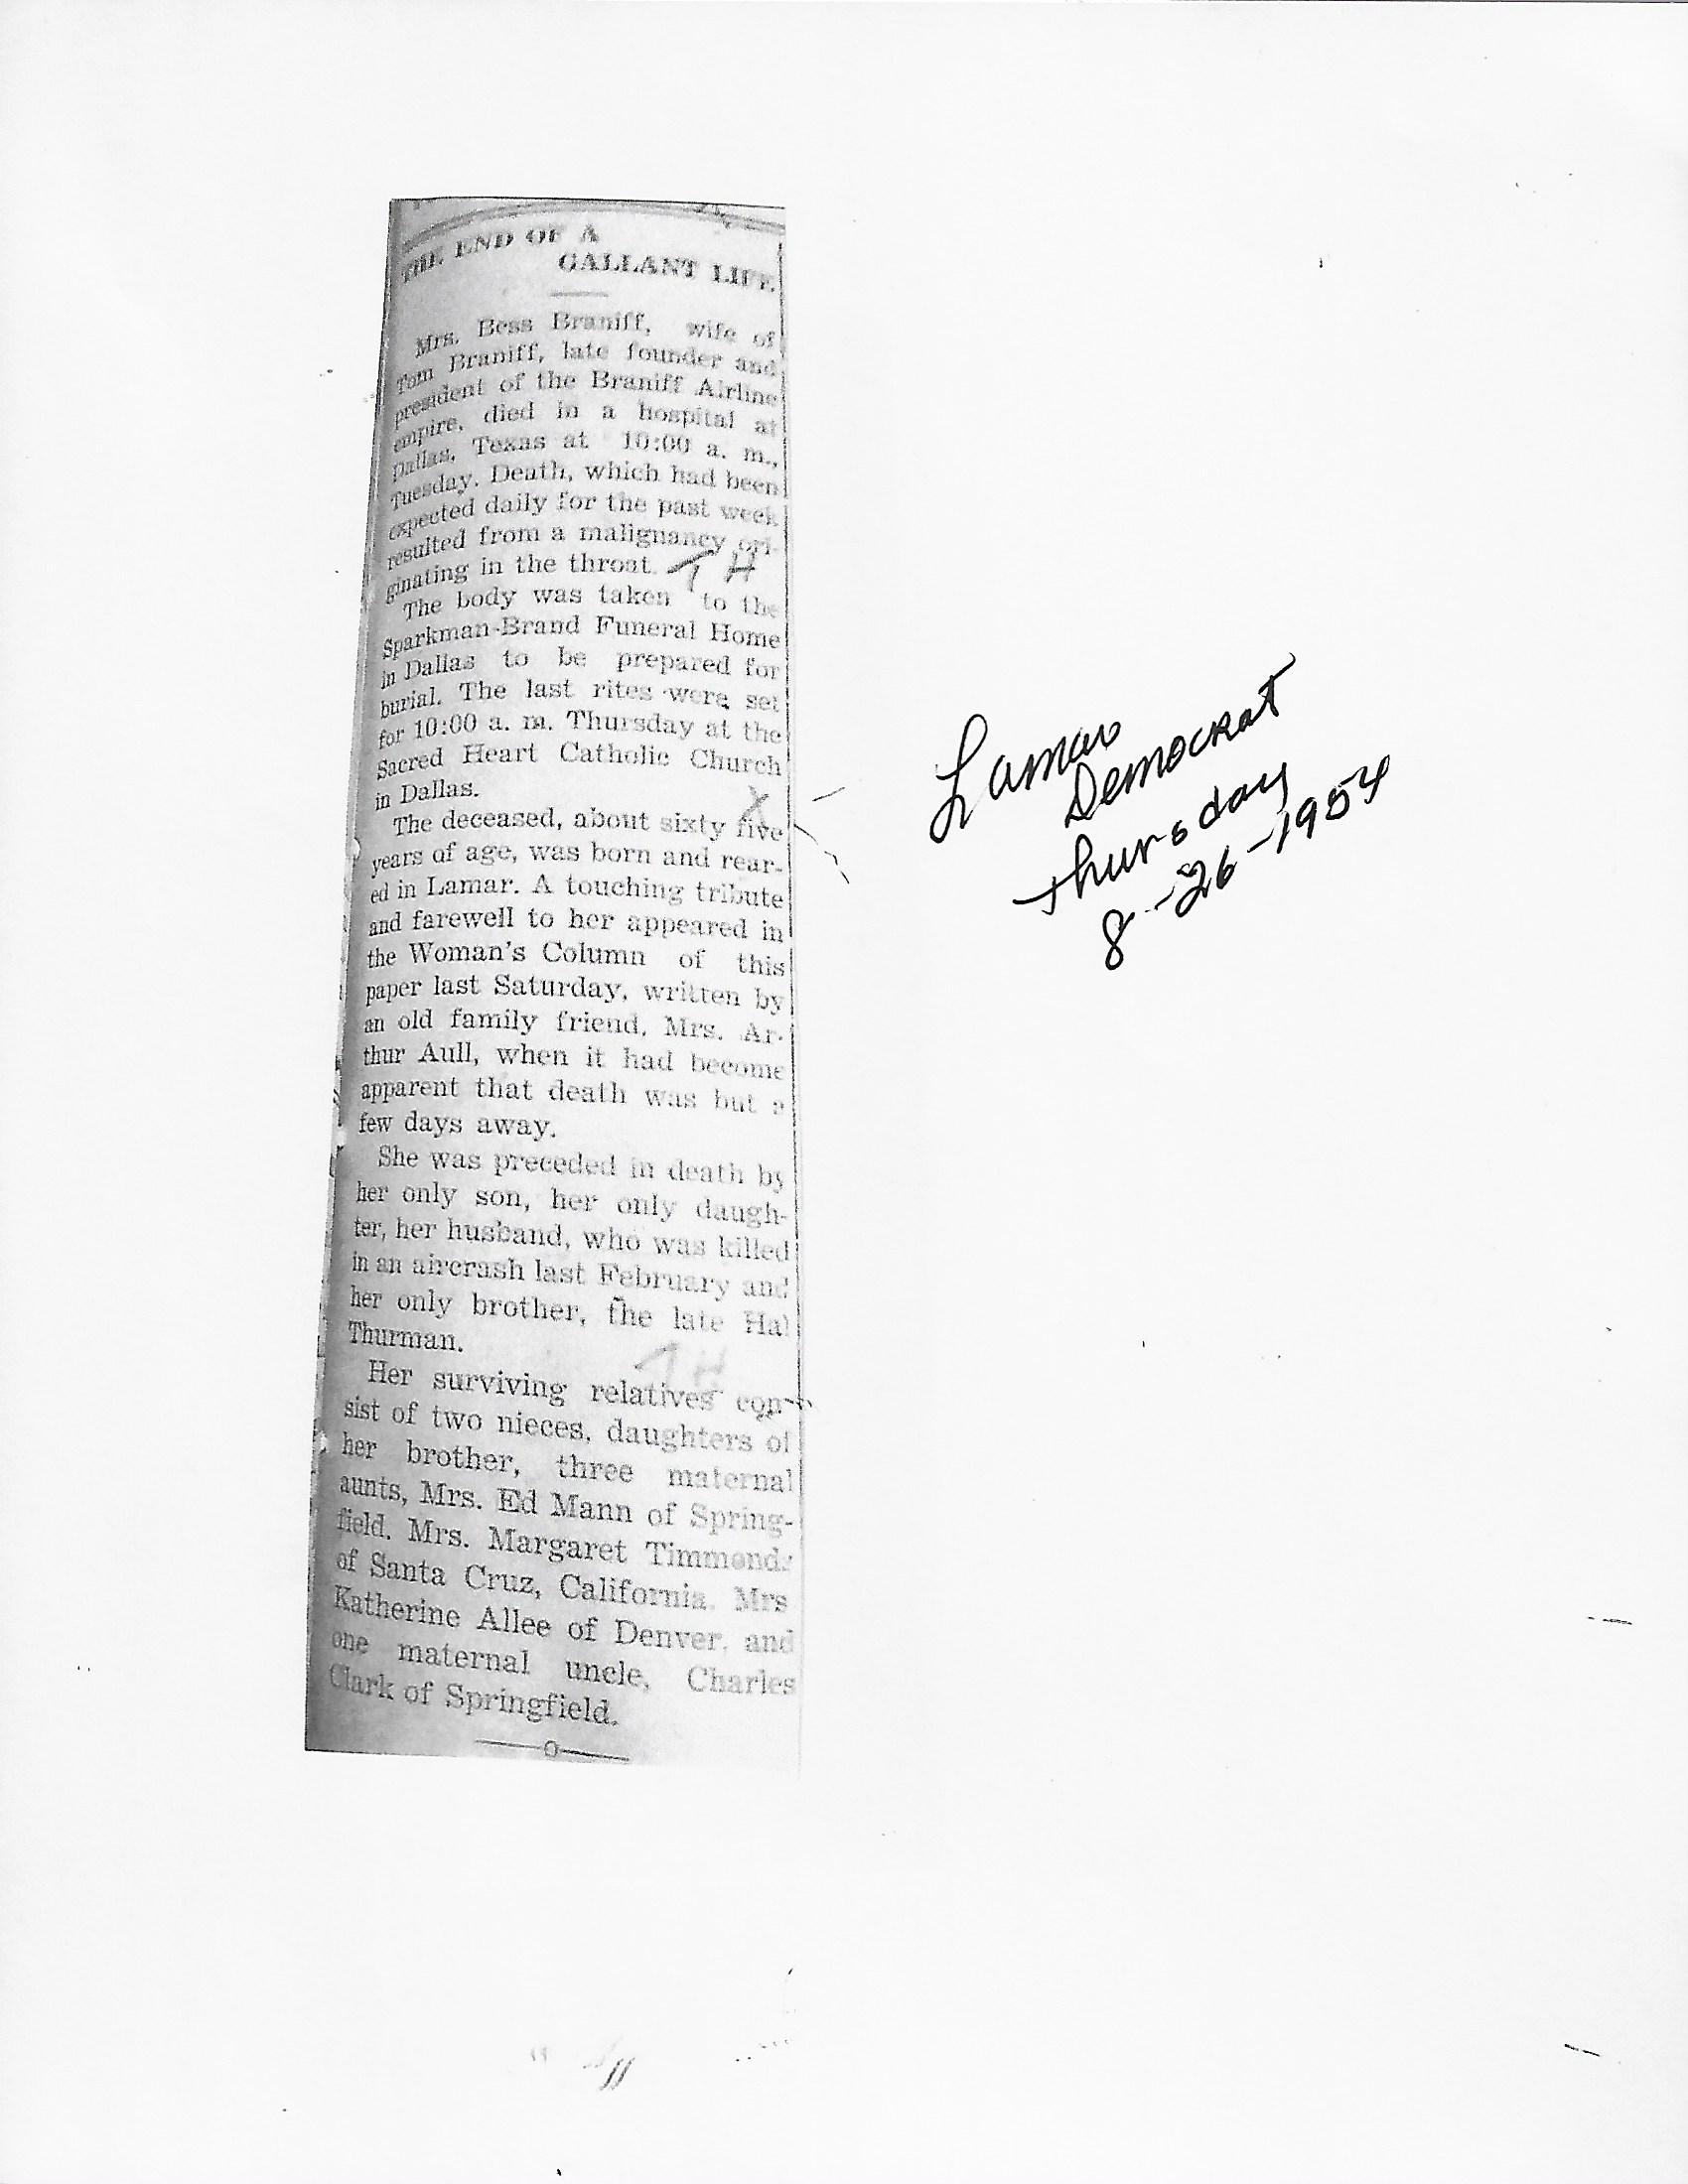 THE END OF A
GALLANT LIFE.
Mrs. Bess Braniff, wife of
Tom Braniff, late founder and
president of the Braniff Airline
empire, died in a hospital at
Dallas, Texas at 10:00 a. m.,
Tuesday. Death, which had been
expected daily for the past week
resulted from a malignancy ori-
ginating in the throat.
TH
The body was taken to the
Sparkman-Brand Funeral Home
in Dallas to be prepared for
burial. The last rites were set
for 10:00 a. m. Thursday at the
Sacred Heart Catholic Church
in Dallas.
X
The deceased, about sixty five
years of age, was born and rear-
ed in Lamar. A touching tribute
and farewell to her appeared in
the Woman's Column of this
paper last Saturday, written by
an old family friend, Mrs. Ar-
thur Aull, when it had become
apparent that death was but a
few days away.
She was preceded in death by
her only son, her only daugh-
ter, her husband, who was killed
in an aircrash last February and
her only brother, the late Hal
Thurman.
TH
Her surviving relatives con-
sist of two nieces, daughters of
her brother, three maternal
aunts, Mrs. Ed Mann of Spring-
field, Mrs. Margaret Timmonds
of Santa Cruz, California, Mrs
Katherine Allee of Denver, and
one maternal uncle, Charles
Clark of Springfield.
Lamar
Democrat
thursday
8-26-1954